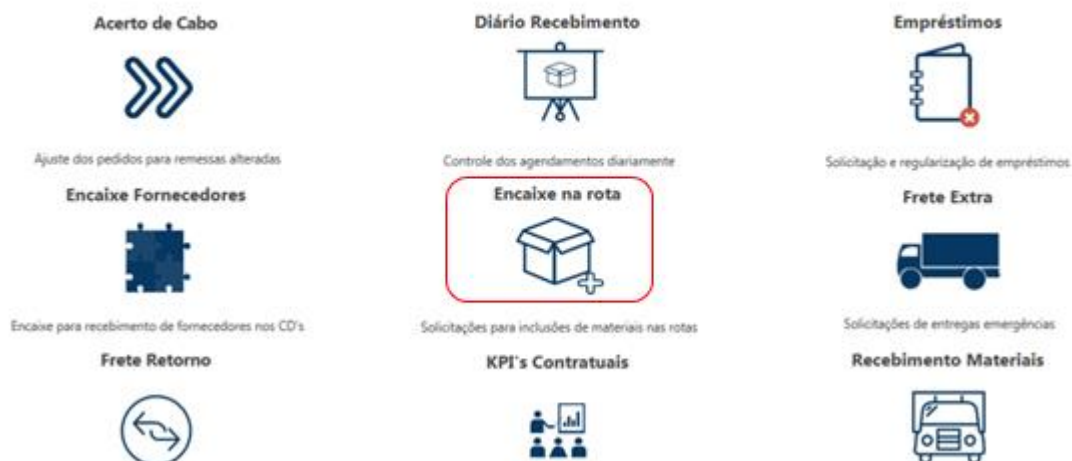 Acerto de Cabo
Diário Recebimento
Empréstimos
Ajuste dos pedidos para remessas alteradas
Controle dos agendamentos diariamente
Solicitação e regularização de empréstimos
Encaixe Fornecedores
Encaixe na rota
Frete Extra
Encaixe para recebimento de fornecedores nos CD's
Solicitações para inclusões de materiais nas rotas
Solicitações de entregas emergências
Frete Retorno
KPI's Contratuais
Recebimento Materiais